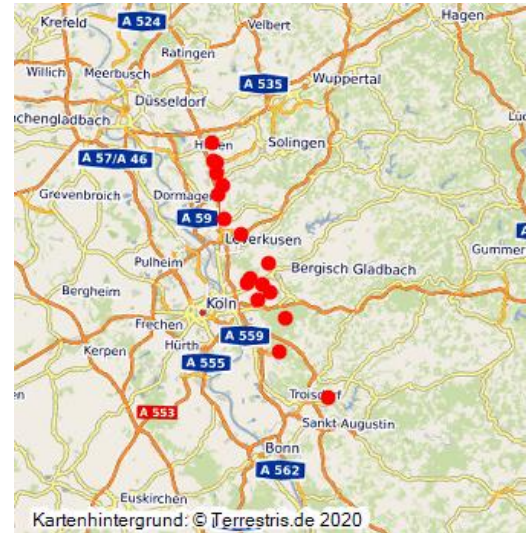 Krefeld
A 524
Velbert
Hagen
Ratingen
Willich
Meerbusch
A 535
Wuppertal
Düsseldorf
chengladbach
A 57/A 46
Solingen
Grevenbroich
Dormagen
A 59
Leverkusen
Gummer
Pulheim
Bergisch Gladbach
Bergheim
Köln
Frechen
A 559
Hürth
Kerpen
A 555
Troisdorf
A 553
Sankt Augustin
Bonn
A 562
Euskirchen
Kartenhintergrund: © Terrestris.de 2020